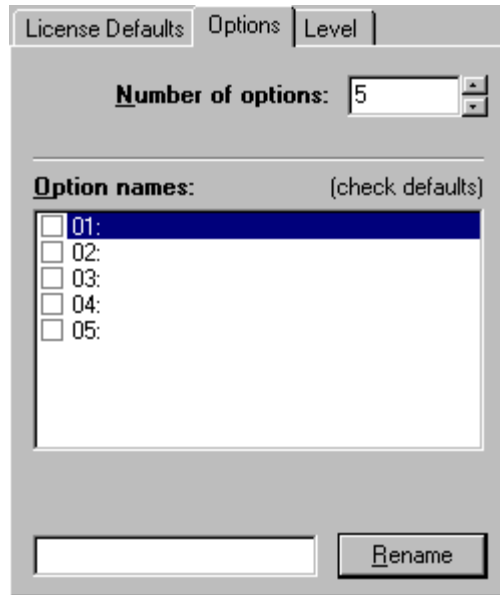 License Defaults Options Level
Number of options: 5
Option names: (check defaults)
01:
02:
03:
04:
05:
Rename